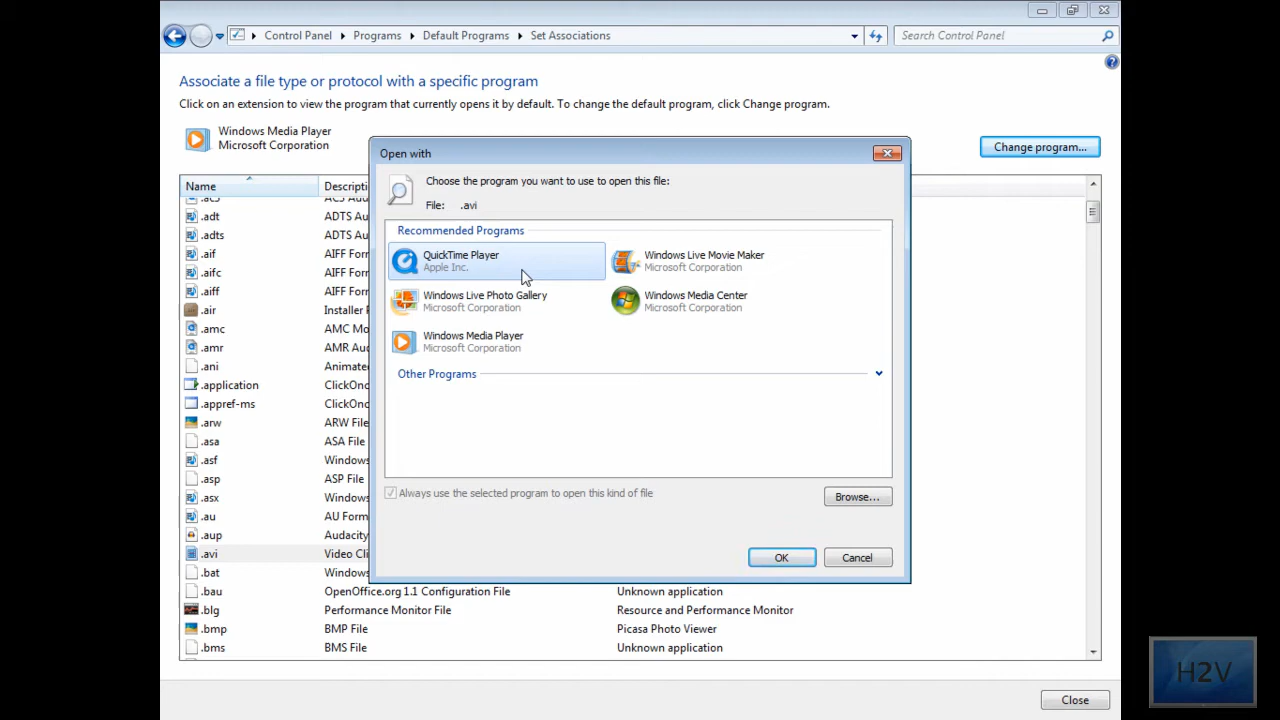 Control Panel Programs Default Programs Set Associations Search Control Panel
Associate a file type or protocol with a specific program
Click on an extension to view the program that currently opens it by default. To change the default program, click Change program.
Windows Media Player
Microsoft Corporation
Change program...
Open with
Choose the program you want to use to open this file:
File: .avi
Recommended Programs
QuickTime Player
Apple Inc.
Windows Live Movie Maker
Microsoft Corporation
Windows Live Photo Gallery
Microsoft Corporation
Windows Media Center
Microsoft Corporation
Windows Media Player
Microsoft Corporation
Other Programs
Always use the selected program to open this kind of file
Browse...
OK
Cancel
Name Descripti
.adt ADTS Au
.adts ADTS Au
.aif AIFF Au
.aifc AIFF Au
.aiff AIFF Au
.air Installer
.amc AMC Mo
.amr AMR Au
.ani Animate
.application ClickOnc
.appref-ms ClickOnc
.arw ARW File
.asa ASA File
.asf Windows
.asp ASP File
.asx Windows
.au AU Form
.aup Audacity
.avi Video Cli
.bat Windows
.bau OpenOffice.org 1.1 Configuration File Unknown application
.blg Performance Monitor File Resource and Performance Monitor
.bmp BMP File Picasa Photo Viewer
.bms BMS File Unknown application
Close
H2V